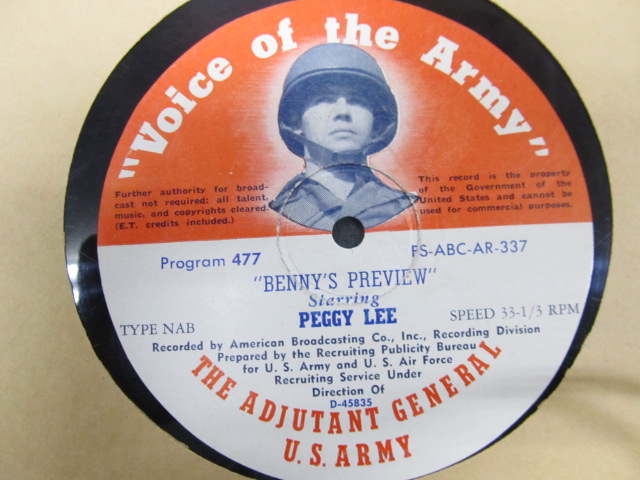 "Voice of the Army"
Further authority for broad-
cast not required; all talent,
music, and copyrights cleared.
(E.T. credits included.)
This record is the property
of the Government of the
United States and cannot be
used for commercial purposes.
Program 477
FS-ABC-AR-337
"BENNY'S PREVIEW"
Starring
PEGGY LEE
TYPE NAB
SPEED 33-1/3 RPM
Recorded by American Broadcasting Co., Inc., Recording Division
Prepared by the Recruiting Publicity Bureau
for U. S. Army and U. S. Air Force
Recruiting Service Under
Direction Of
D-45835
THE ADJUTANT GENERAL
U.S. ARMY